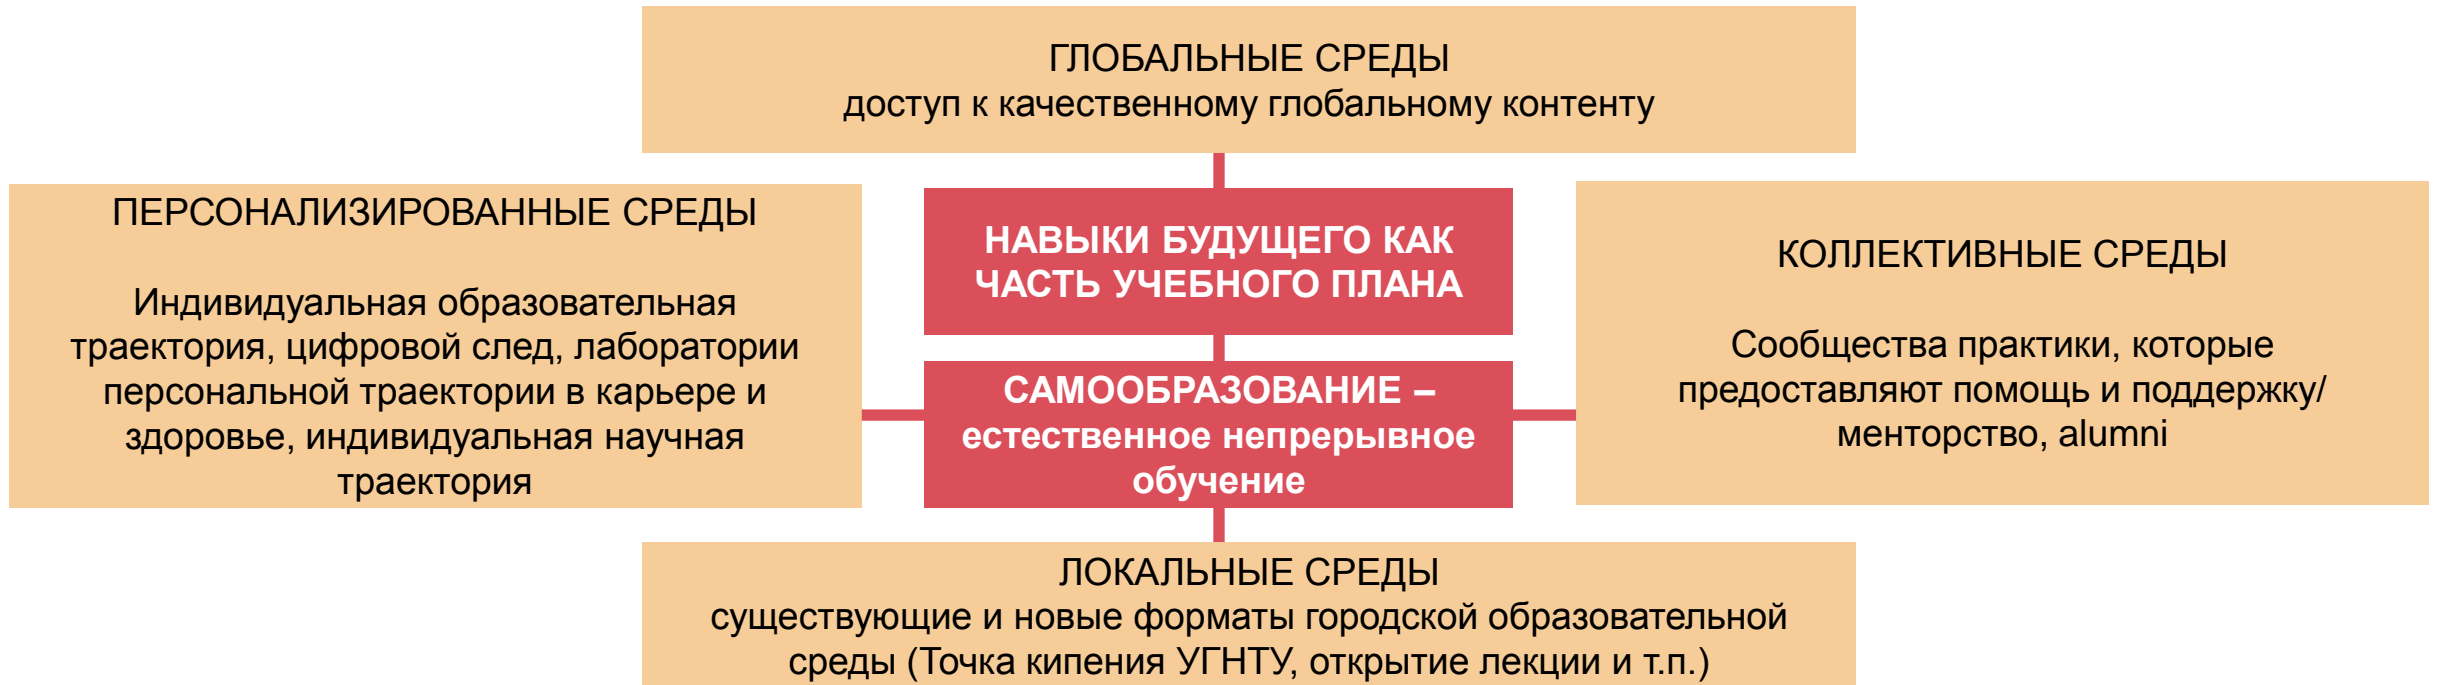 ГЛОБАЛЬНЫЕ СРЕДЫ
доступ к качественному глобальному контенту
ПЕРСОНАЛИЗИРОВАННЫЕ СРЕДЫ
Индивидуальная образовательная
траектория, цифровой след, лаборатории
персональной траектории в карьере и
здоровье, индивидуальная научная
траектория
НАВЫКИ БУДУЩЕГО КАК
ЧАСТЬ УЧЕБНОГО ПЛАНА
САМООБРАЗОВАНИЕ –
естественное непрерывное
обучение
КОЛЛЕКТИВНЫЕ СРЕДЫ
Сообщества практики, которые
предоставляют помощь и поддержку/
менторство, alumni
ЛОКАЛЬНЫЕ СРЕДЫ
существующие и новые форматы городской образовательной
среды (Точка кипения УГНТУ, открытие лекции и т.п.)